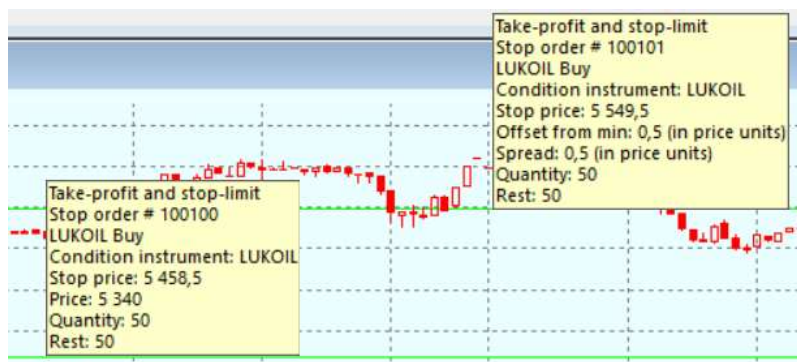 Take-profit and stop-limit
Stop order # 100101
LUKOIL Buy
Condition instrument: LUKOIL
Stop price: 5 549,5
Offset from min: 0,5 (in price units)
Spread: 0,5 (in price units)
Quantity: 50
Rest: 50
Take-profit and stop-limit
Stop order # 100100
LUKOIL Buy
Condition instrument: LUKOIL
Stop price: 5 458,5
Price: 5 340
Quantity: 50
Rest: 50